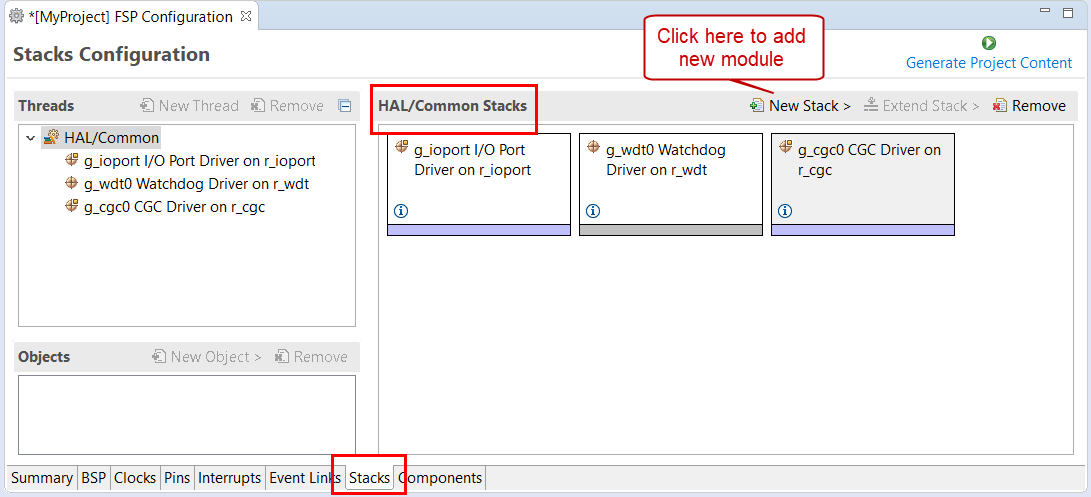 *[MyProject] FSP Configuration
Stacks Configuration
Click here to add
new module
Generate Project Content
Threads
New Thread
Remove
HAL/Common
g_ioport I/O Port Driver on r_ioport
g_wdt0 Watchdog Driver on r_wdt
g_cgc0 CGC Driver on r_cgc
Objects
New Object >
Remove
HAL/Common Stacks
New Stack >
Extend Stack >
Remove
g_ioport I/O Port
Driver on r_ioport
g_wdt0 Watchdog
Driver on r_wdt
g_cgc0 CGC Driver on
r_cgc
Summary
BSP
Clocks
Pins
Interrupts
Event Links
Stacks
Components